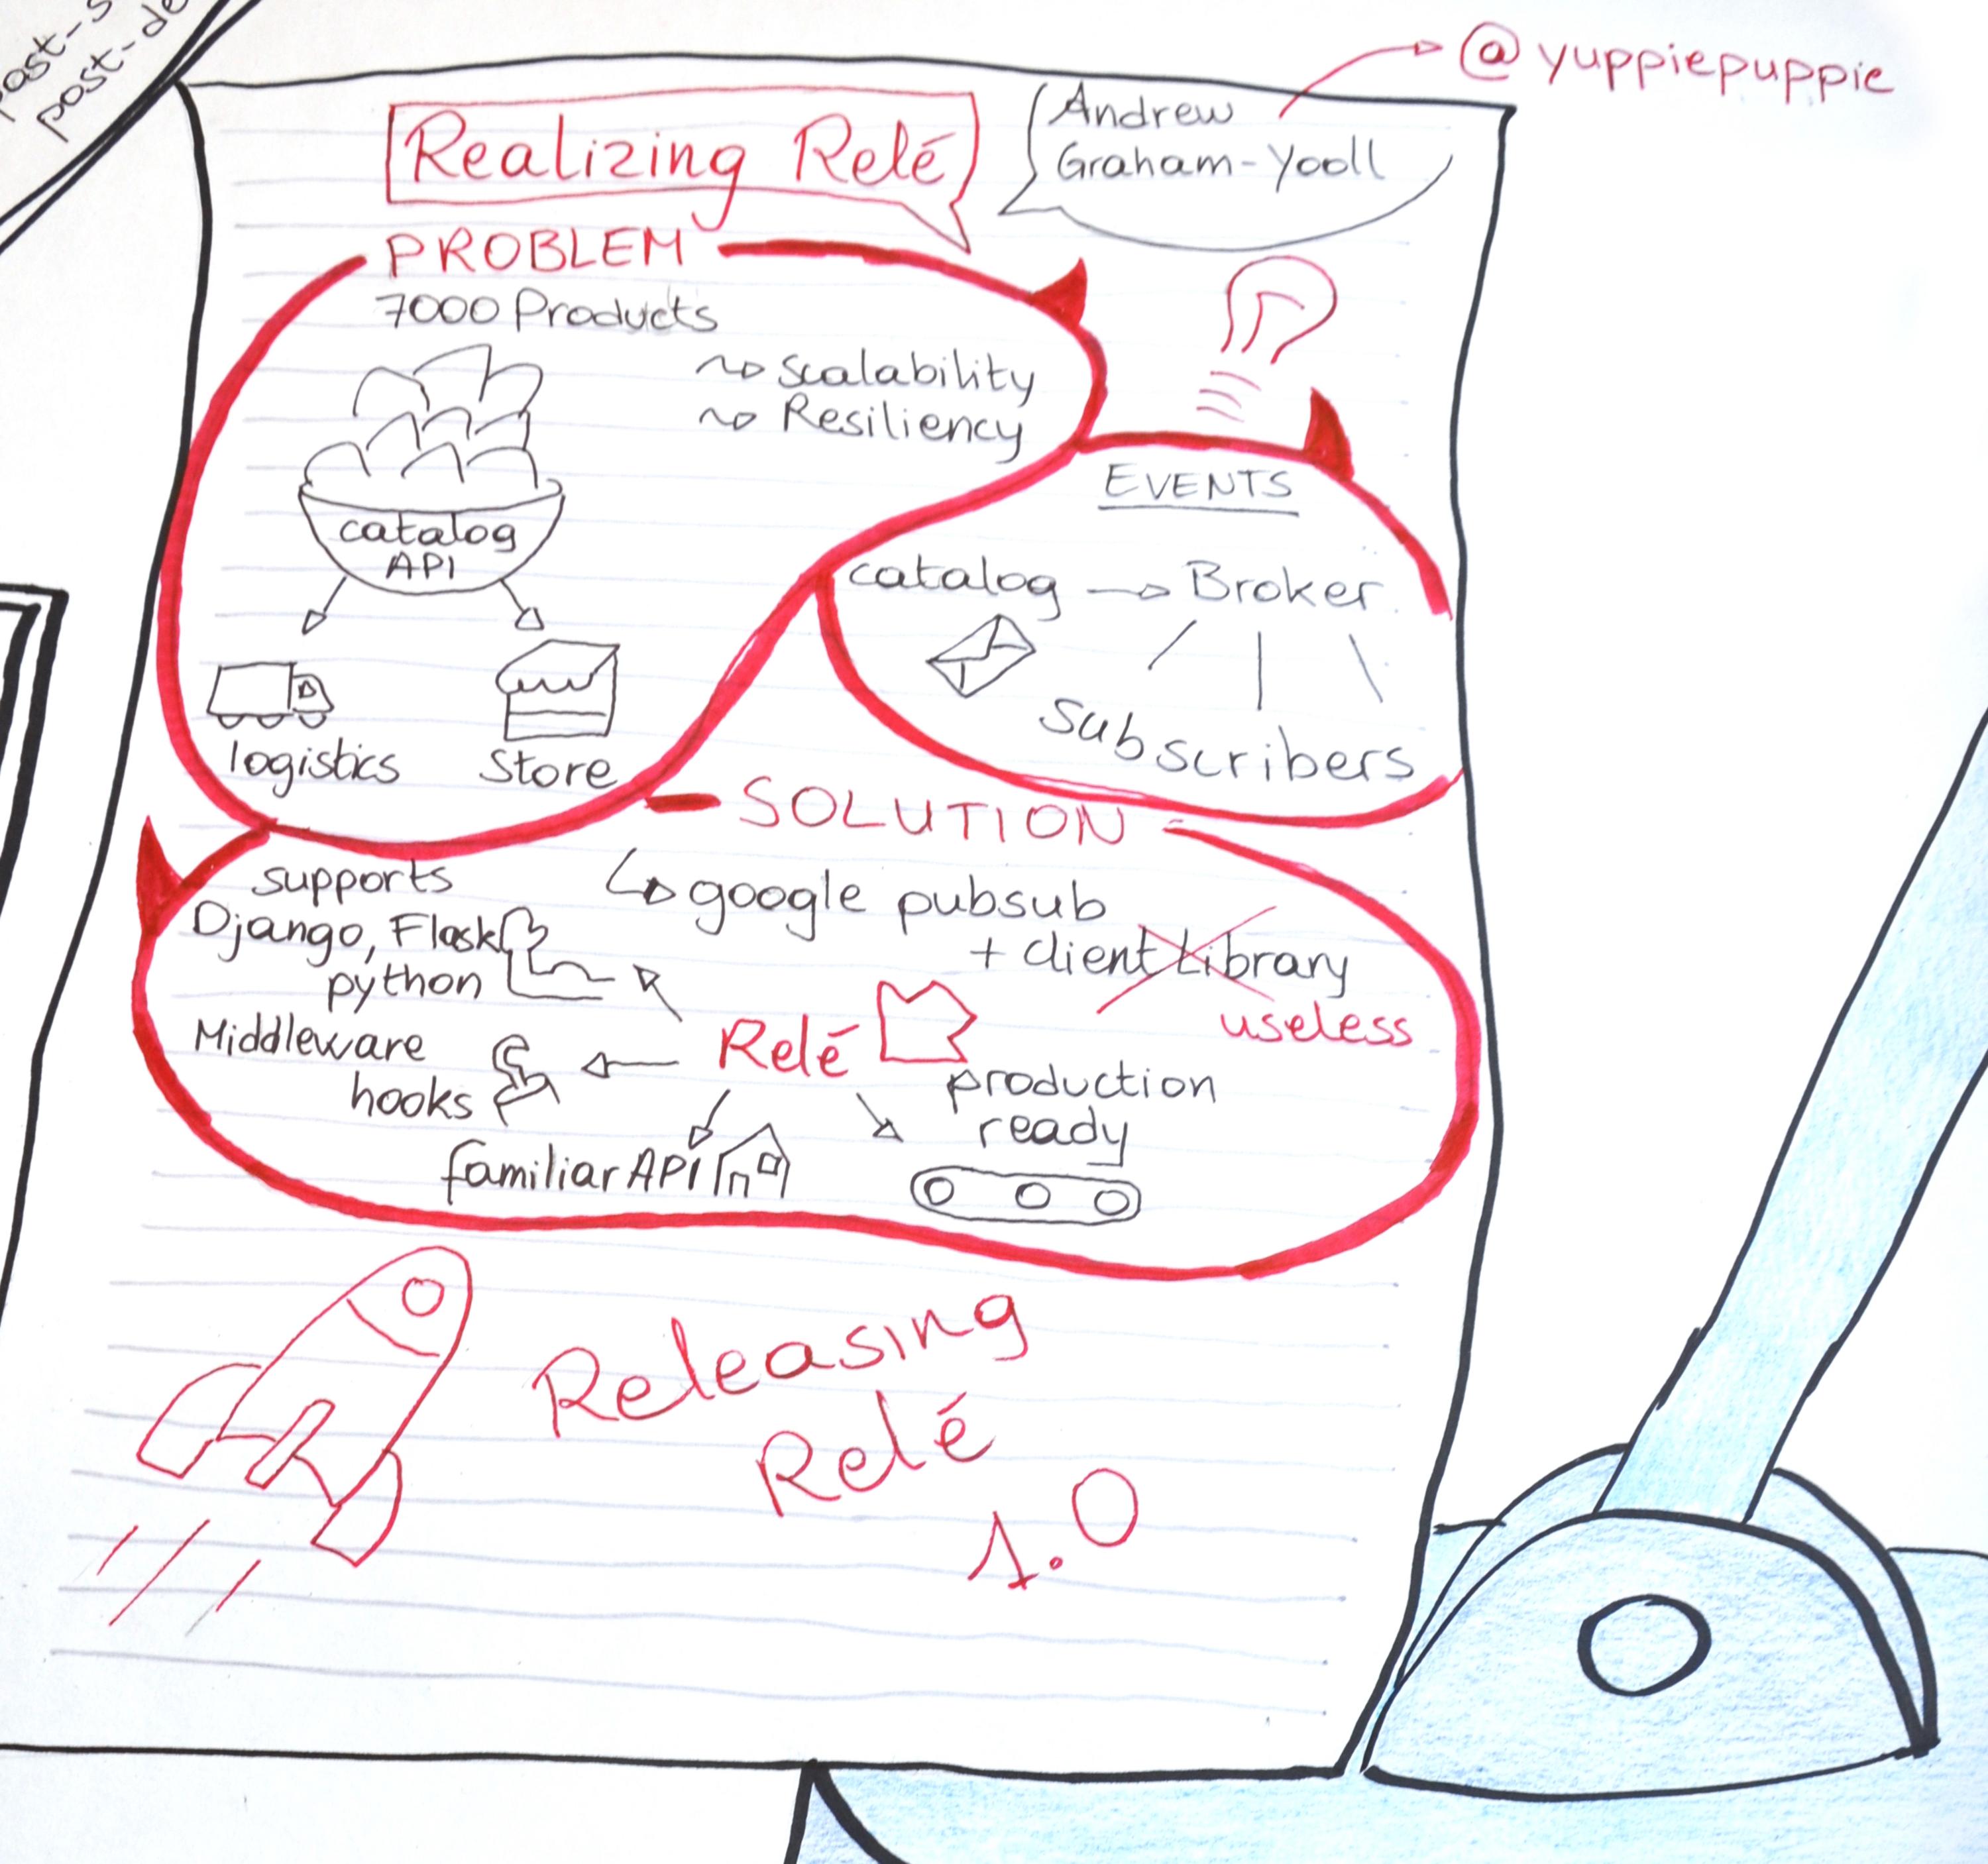 post-s
post-de
@yuppiepuppie
Realizing Relé
Andrew
Graham-Yooll
PROBLEM
7000 Products
scalability
Resiliency
catalog
API
logistics
Store
EVENTS
catalog → Broker
subscribers
SOLUTION
google pubsub
+ client Library
useless
supports
Django, Flask
python
Middleware
hooks
Relé
production
ready
familiar API
Releasing
Relé
1.0